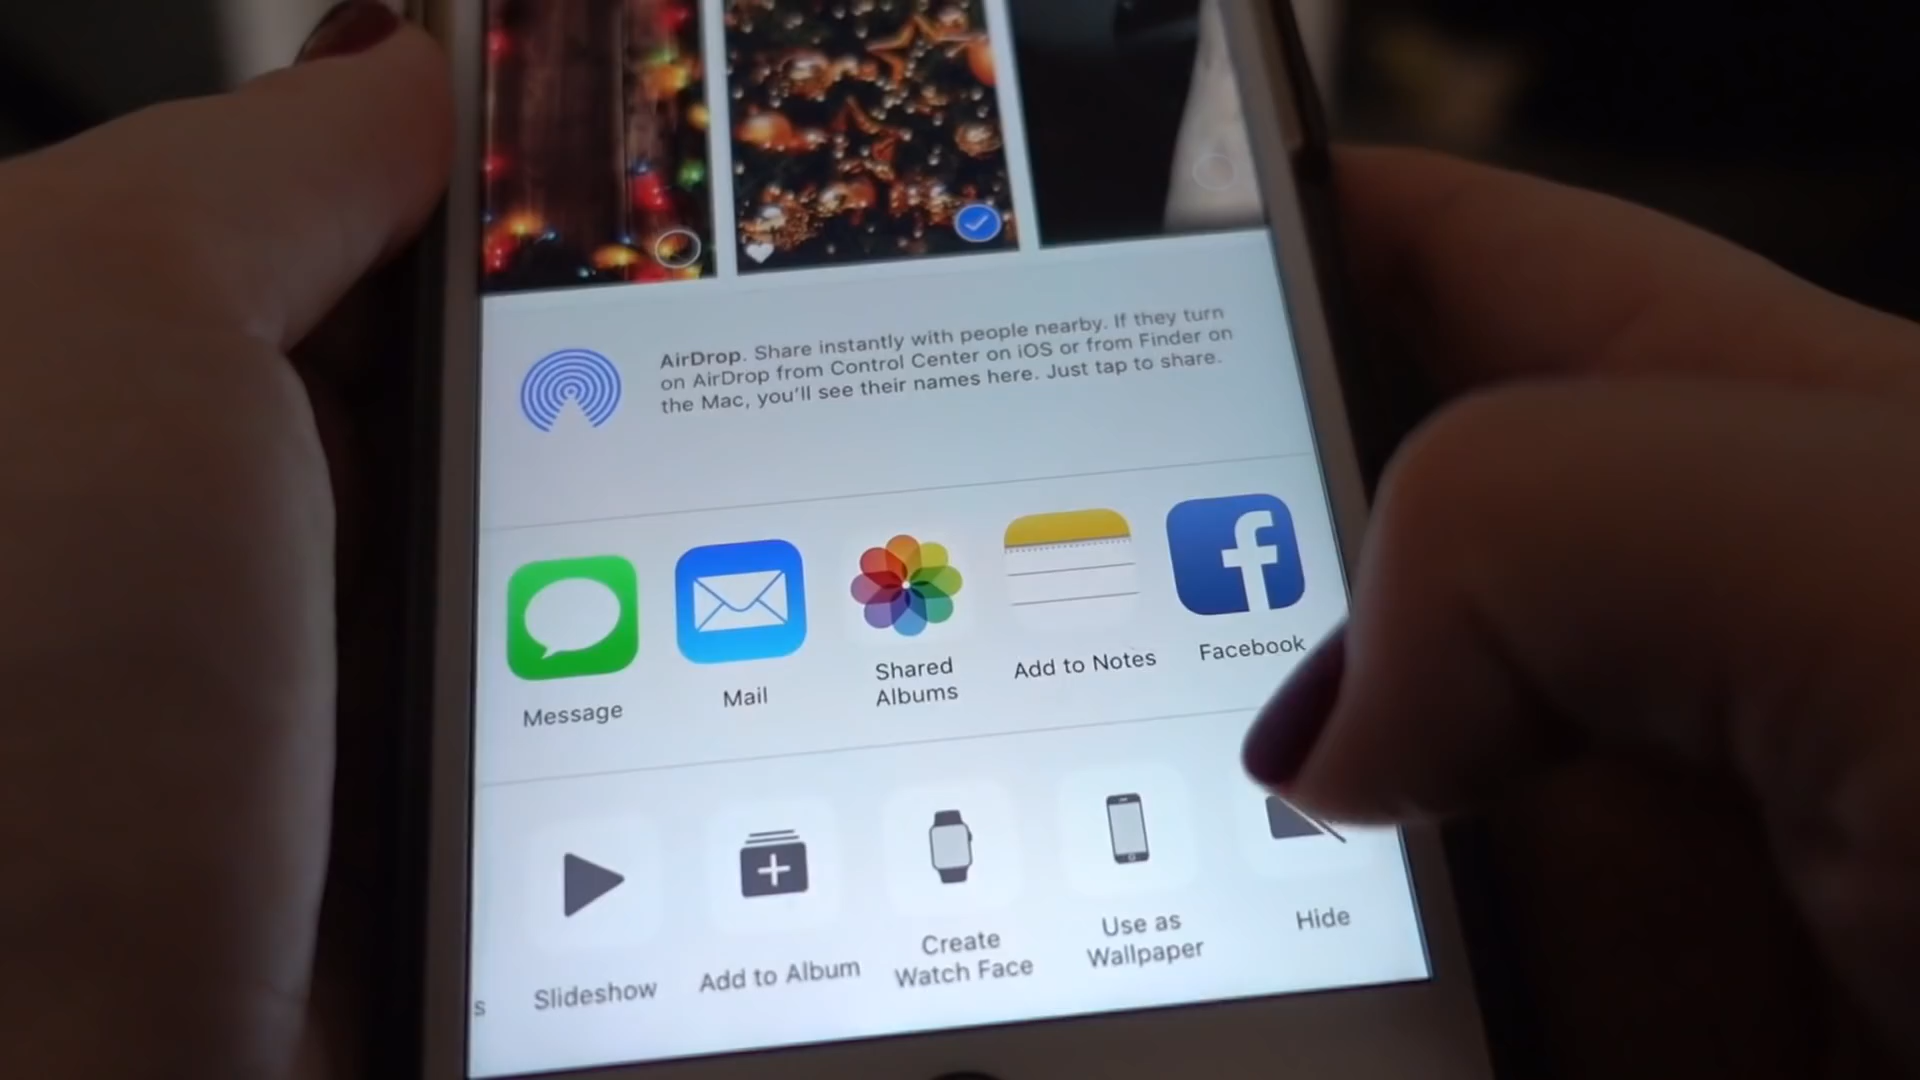 AirDrop. Share instantly with people nearby. If they turn
on AirDrop from Control Center on iOS or from Finder on
the Mac, you'll see their names here. Just tap to share.
Message
Mail
Shared
Albums
Add to Notes
Facebook
s
Slideshow
Add to Album
Create
Watch Face
Use as
Wallpaper
Hide